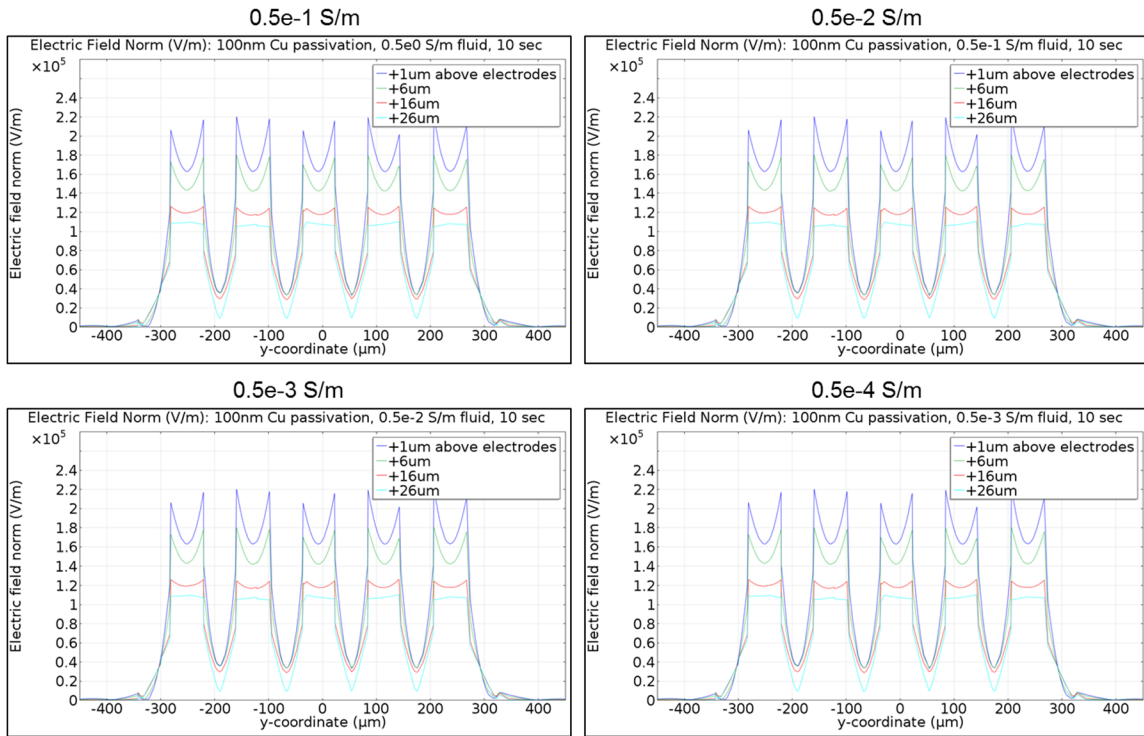 0.5e-1 S/m
Electric Field Norm (V/m): 100nm Cu passivation, 0.5e0 S/m fluid, 10 sec
×10⁵
2.4
2.2
2
1.8
1.6
1.4
1.2
1
0.8
0.6
0.4
0.2
0
Electric field norm (V/m)
+1um above electrodes
+6um
+16um
+26um
-400 -300 -200 -100 0 100 200 300 400
y-coordinate (µm)
0.5e-2 S/m
Electric Field Norm (V/m): 100nm Cu passivation, 0.5e-1 S/m fluid, 10 sec
×10⁵
2.4
2.2
2
1.8
1.6
1.4
1.2
1
0.8
0.6
0.4
0.2
0
Electric field norm (V/m)
+1um above electrodes
+6um
+16um
+26um
-400 -300 -200 -100 0 100 200 300 400
y-coordinate (µm)
0.5e-3 S/m
Electric Field Norm (V/m): 100nm Cu passivation, 0.5e-2 S/m fluid, 10 sec
×10⁵
2.4
2.2
2
1.8
1.6
1.4
1.2
1
0.8
0.6
0.4
0.2
0
Electric field norm (V/m)
+1um above electrodes
+6um
+16um
+26um
-400 -300 -200 -100 0 100 200 300 400
y-coordinate (µm)
0.5e-4 S/m
Electric Field Norm (V/m): 100nm Cu passivation, 0.5e-3 S/m fluid, 10 sec
×10⁵
2.4
2.2
2
1.8
1.6
1.4
1.2
1
0.8
0.6
0.4
0.2
0
Electric field norm (V/m)
+1um above electrodes
+6um
+16um
+26um
-400 -300 -200 -100 0 100 200 300 400
y-coordinate (µm)